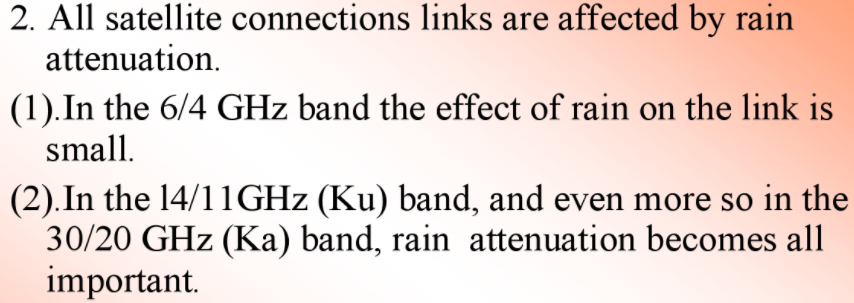 2. All satellite connections links are affected by rain
attenuation.
(1).In the 6/4 GHz band the effect of rain on the link is
small.
(2).In the 14/11GHz (Ku) band, and even more so in the
30/20 GHz (Ka) band, rain  attenuation becomes all
important.